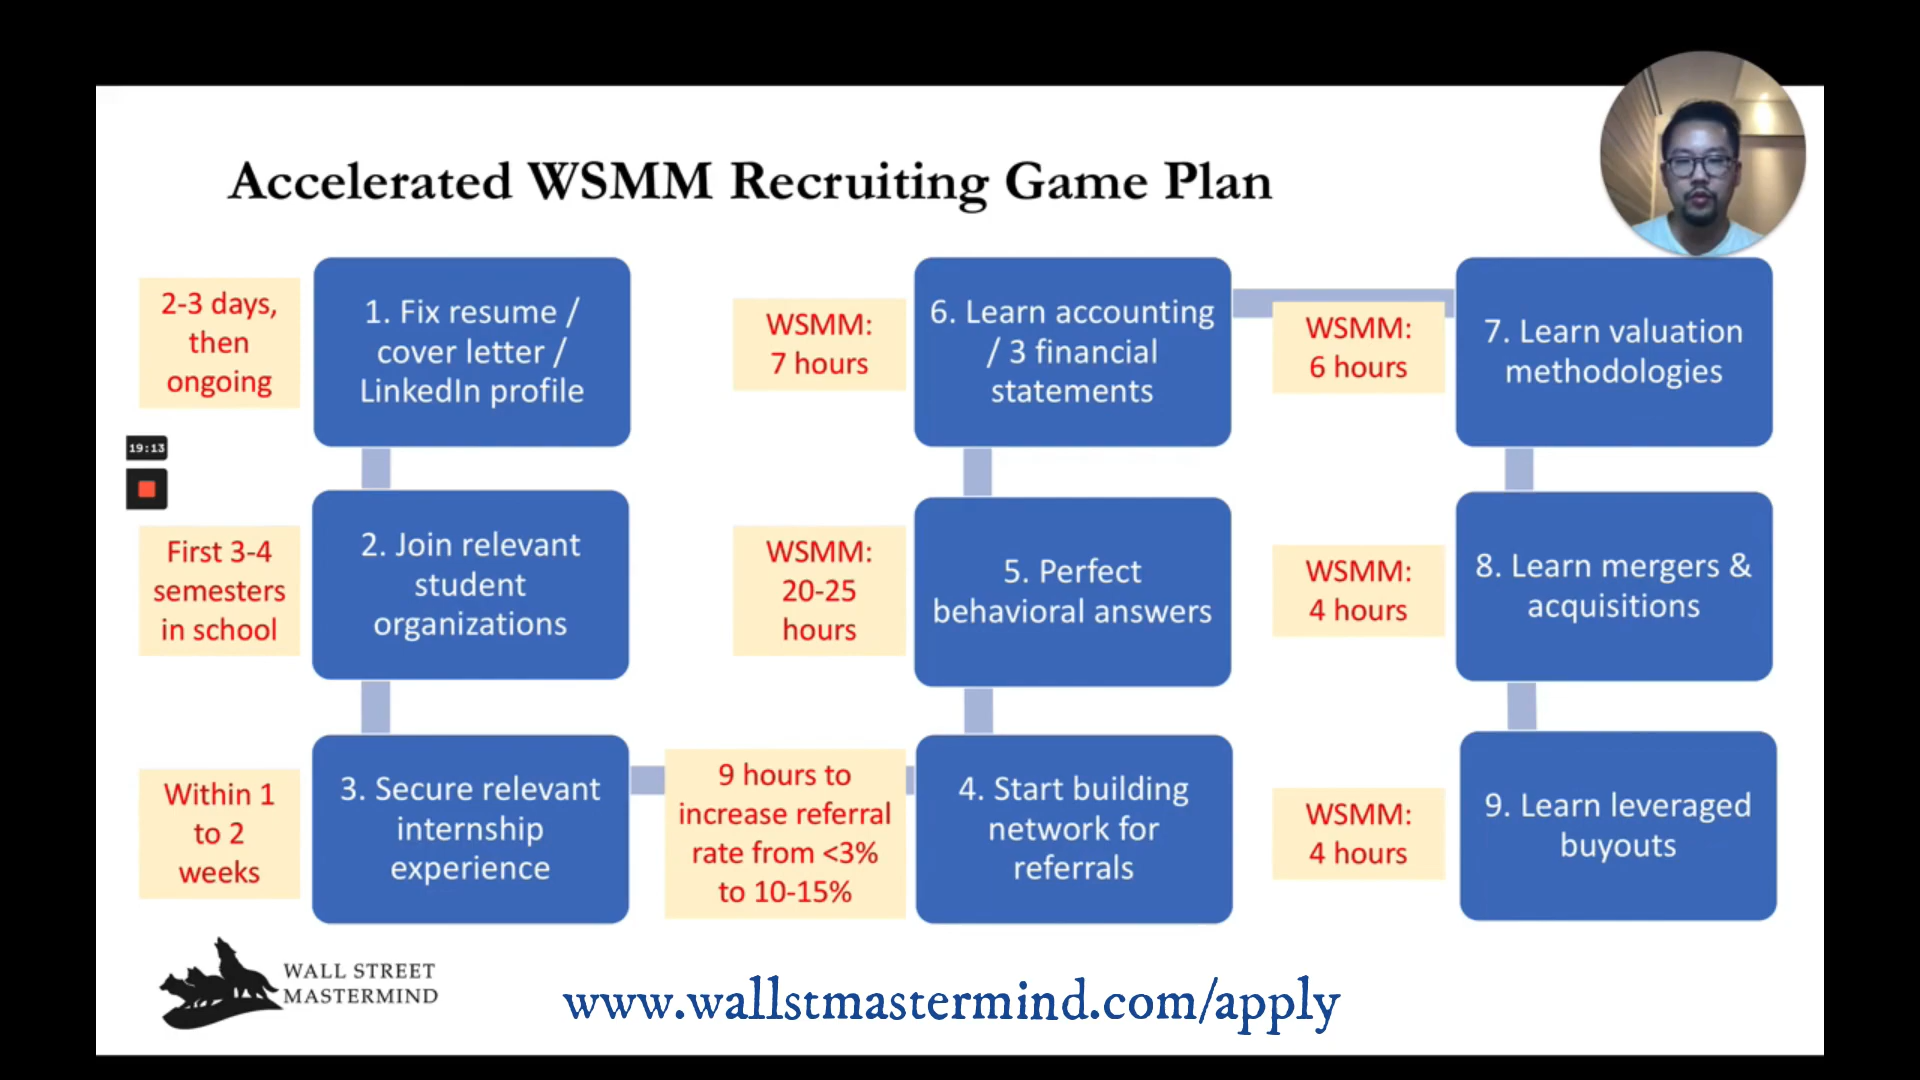 Accelerated WSMM Recruiting Game Plan
2-3 days,
then
ongoing
1. Fix resume /
cover letter /
LinkedIn profile
19:13
First 3-4
semesters
in school
2. Join relevant
student
organizations
Within 1
to 2
weeks
3. Secure relevant
internship
experience
9 hours to
increase referral
rate from <3%
to 10-15%
4. Start building
network for
referrals
WSMM:
20-25
hours
5. Perfect
behavioral answers
WSMM:
7 hours
6. Learn accounting
/ 3 financial
statements
WSMM:
6 hours
7. Learn valuation
methodologies
WSMM:
4 hours
8. Learn mergers &
acquisitions
WSMM:
4 hours
9. Learn leveraged
buyouts
WALL STREET
MASTERMIND
www.wallstmastermind.com/apply